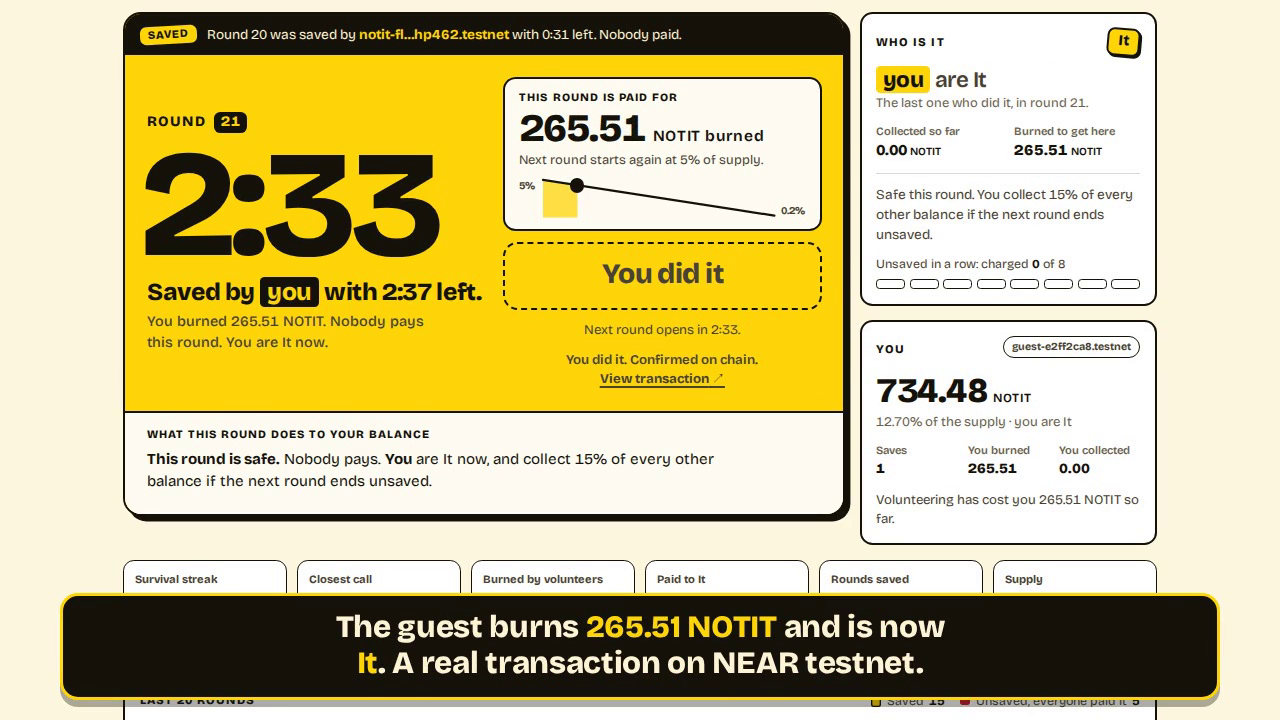 SAVED Round 20 was saved by notit-fl...hp462.testnet with 0:31 left. Nobody paid.
ROUND 21
2:33
Saved by you with 2:37 left.
You burned 265.51 NOTIT. Nobody pays
this round. You are It now.
THIS ROUND IS PAID FOR
265.51 NOTIT burned
Next round starts again at 5% of supply.
5%
0.2%
You did it
Next round opens in 2:33.
You did it. Confirmed on chain.
View transaction ↗
WHAT THIS ROUND DOES TO YOUR BALANCE
This round is safe. Nobody pays. You are It now, and collect 15% of every other
balance if the next round ends unsaved.
WHO IS IT
It
you are It
The last one who did it, in round 21.
Collected so far Burned to get here
0.00 NOTIT 265.51 NOTIT
Safe this round. You collect 15% of every
other balance if the next round ends
unsaved.
Unsaved in a row: charged 0 of 8
YOU guest-e2ff2ca8.testnet
734.48 NOTIT
12.70% of the supply · you are It
Saves You burned You collected
1 265.51 0.00
Volunteering has cost you 265.51 NOTIT so
far.
Survival streak Closest call Burned by volunteers Paid to It Rounds saved Supply
The guest burns 265.51 NOTIT and is now
It. A real transaction on NEAR testnet.
LAST 20 ROUNDS Saved 15 Unsaved, everyone paid It 5